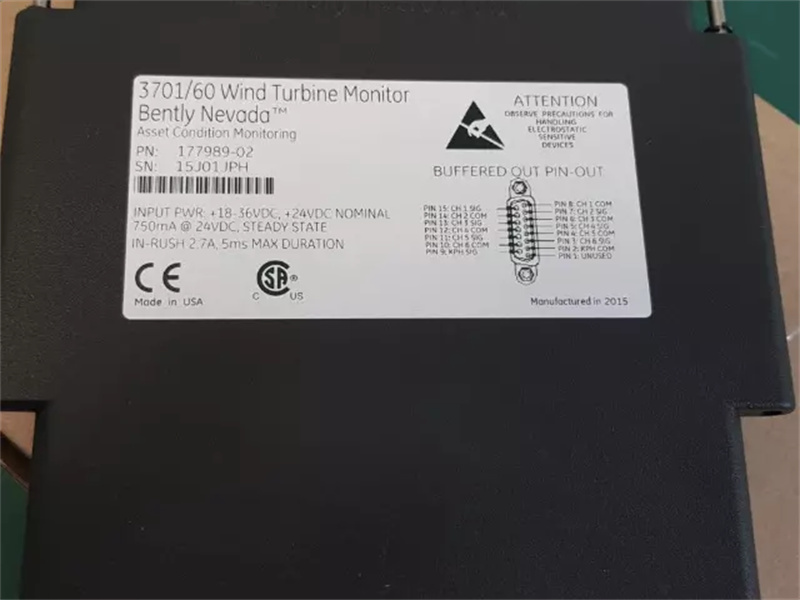 3701/60 Wind Turbine Monitor
Bently Nevada™
Asset Condition Monitoring
PN: 177989-02
SN: 15J01JPH
INPUT PWR: +18-36VDC, +24VDC NOMINAL
750mA @ 24VDC, STEADY STATE
IN-RUSH 2.7A, 5ms MAX DURATION
CE
Made in USA
SA®
C US
ATTENTION
OBSERVE PRECAUTIONS FOR
HANDLING
ELECTROSTATIC
SENSITIVE
DEVICES
BUFFERED OUT PIN-OUT
PIN 15: CH 1 SIG
PIN 14: CH 2 COM
PIN 13: CH 3 SIG
PIN 12: CH 4 COM
PIN 11: CH 5 SIG
PIN 10: CH 6 COM
PIN 9: KPH SIG
PIN 8: CH 1 COM
PIN 7: CH 2 SIG
PIN 6: CH 3 COM
PIN 5: CH 4 SIG
PIN 4: CH 5 COM
PIN 3: CH 6 SIG
PIN 2: KPH COM
PIN 1: UNUSED
Manufactured in 2015